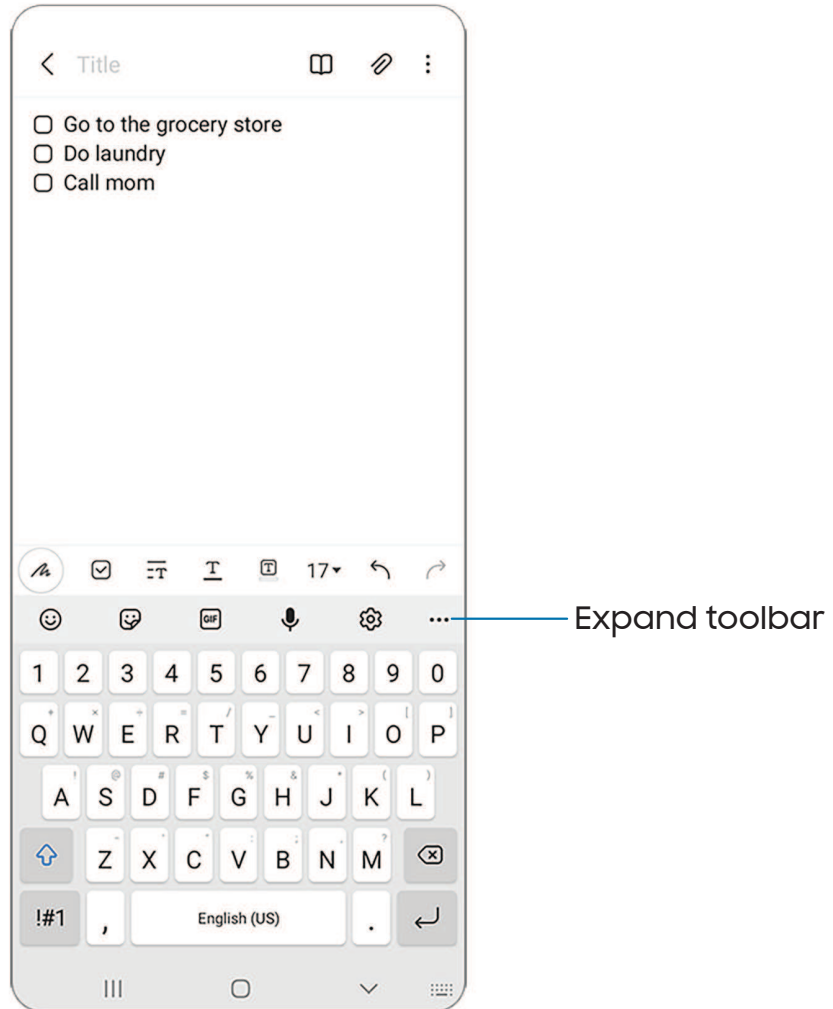 Title
Go to the grocery store
Do laundry
Call mom
T T T 17
GIF
Expand toolbar
1 2 3 4 5 6 7 8 9 0
Q W E R T Y U I O P
A S D F G H J K L
Z X C V B N M
!#1 , English (US) .